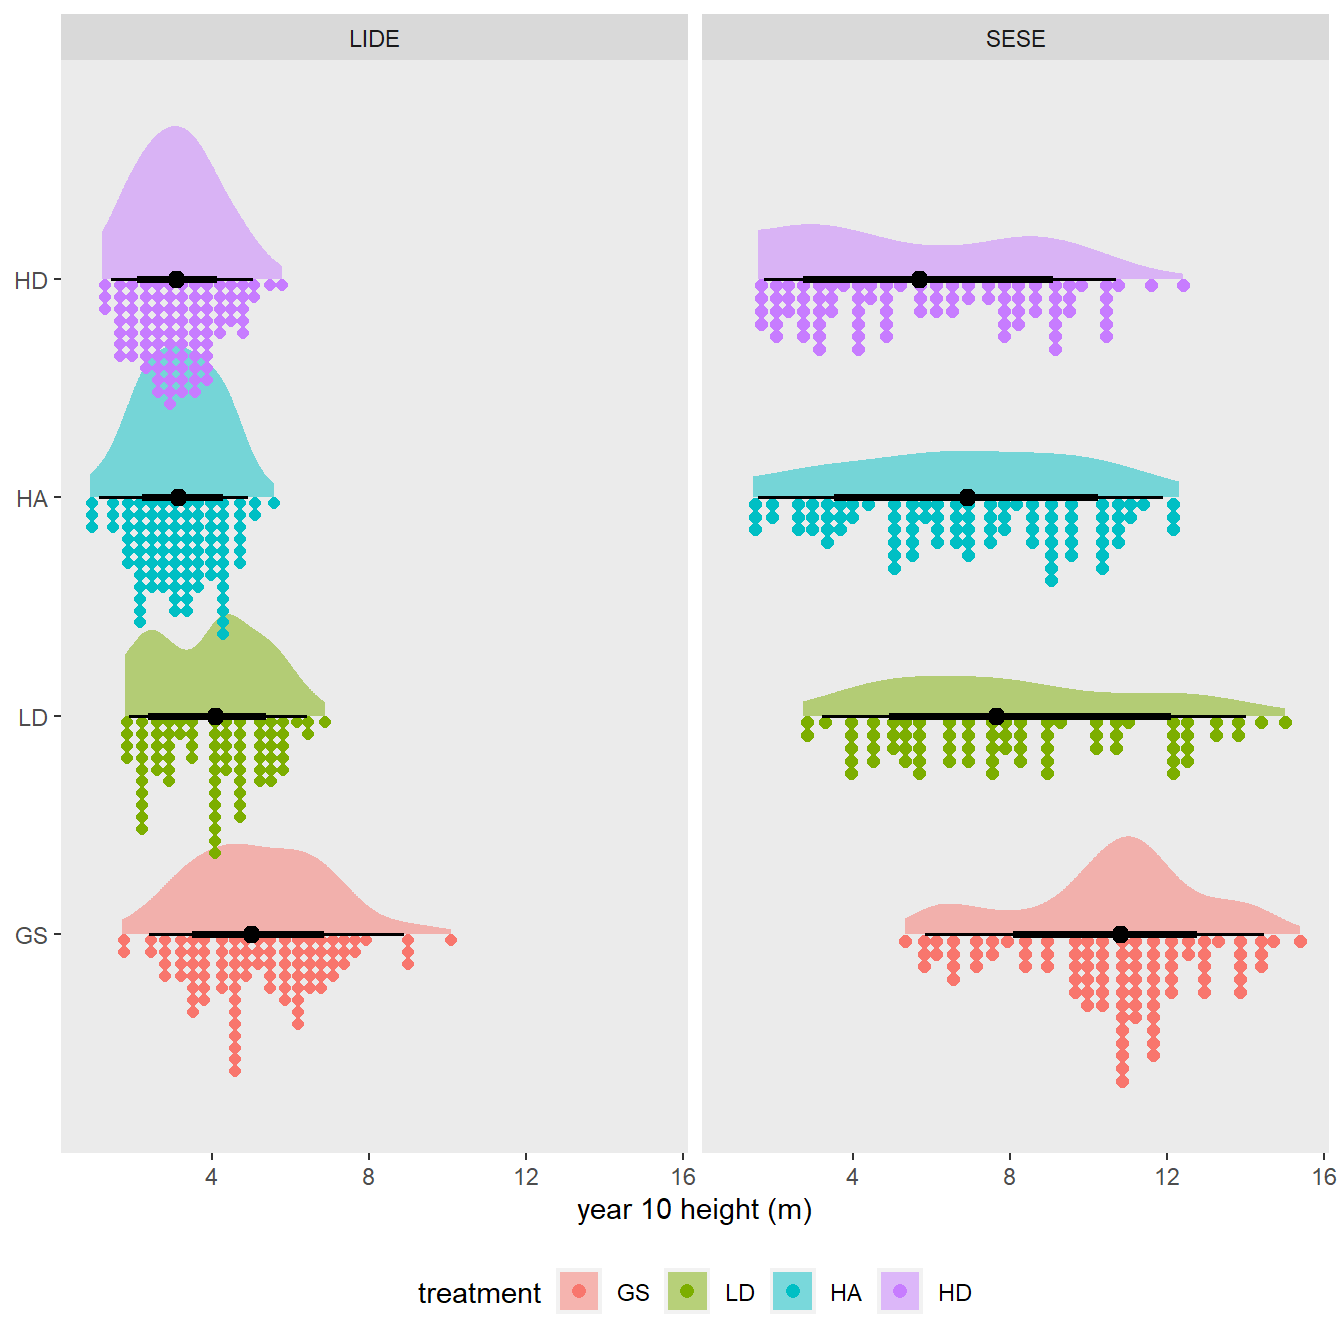 LIDE SESE
HD
HA
LD
GS
4 8 12 16 4 8 12 16
year 10 height (m)
treatment GS LD HA HD